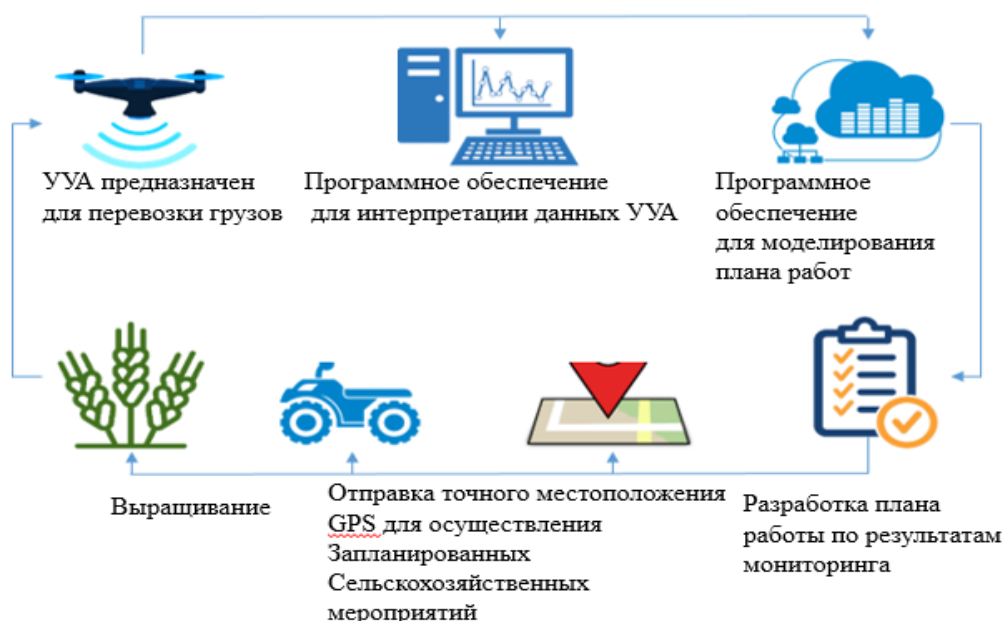 УУА предназначен
для перевозки грузов
Программное обеспечение
для интерпретации данных УУА
Программное
обеспечение
для моделирования
плана работ
Выращивание
Отправка точного местоположения
GPS для осуществления
Запланированных
Сельскохозяйственных
мероприятий
Разработка плана
работы по результатам
мониторинга